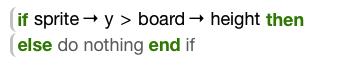 if sprite→ y > board→ height then
else do nothing end if